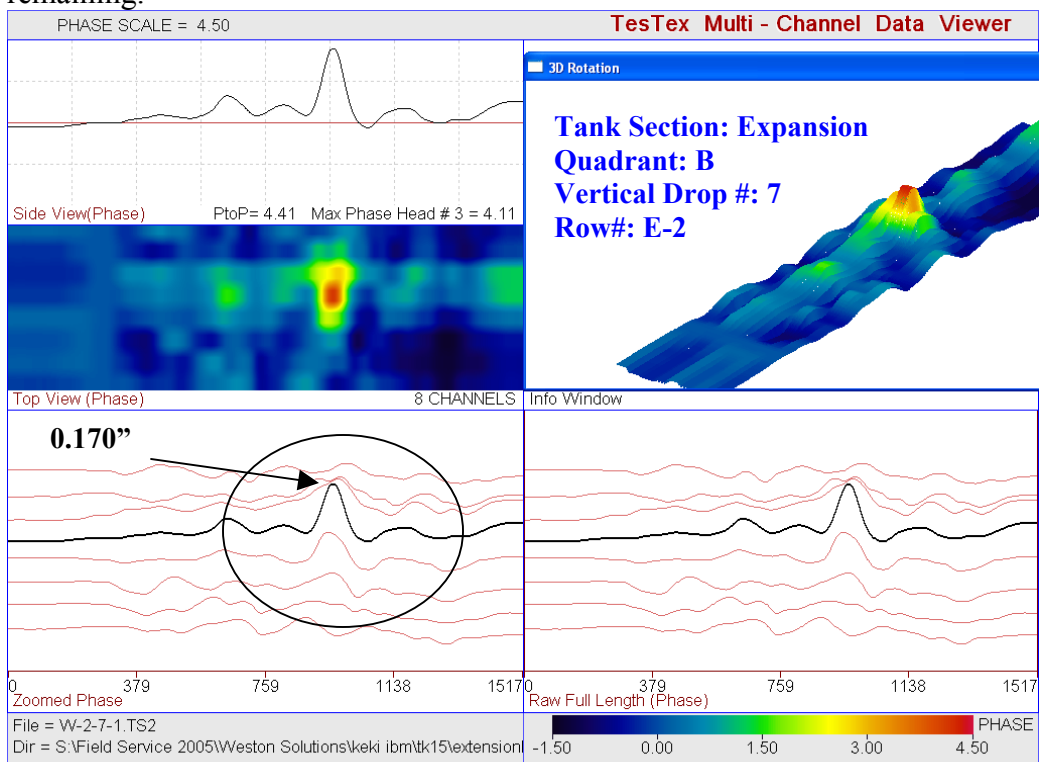 remaining.
PHASE SCALE = 4.50
TesTex Multi - Channel Data Viewer
3D Rotation
Tank Section: Expansion
Quadrant: B
Vertical Drop #: 7
Row#: E-2
Side View(Phase) PtoP= 4.41 Max Phase Head # 3 = 4.11
Top View (Phase) 8 CHANNELS
Info Window
0.170”
0 379 759 1138 1517
Zoomed Phase
0 379 759 1138 1517
Raw Full Length (Phase)
File = W-2-7-1.TS2
Dir = S:\Field Service 2005\Weston Solutions\keki ibm\tk15\extension
PHASE
-1.50 0.00 1.50 3.00 4.50